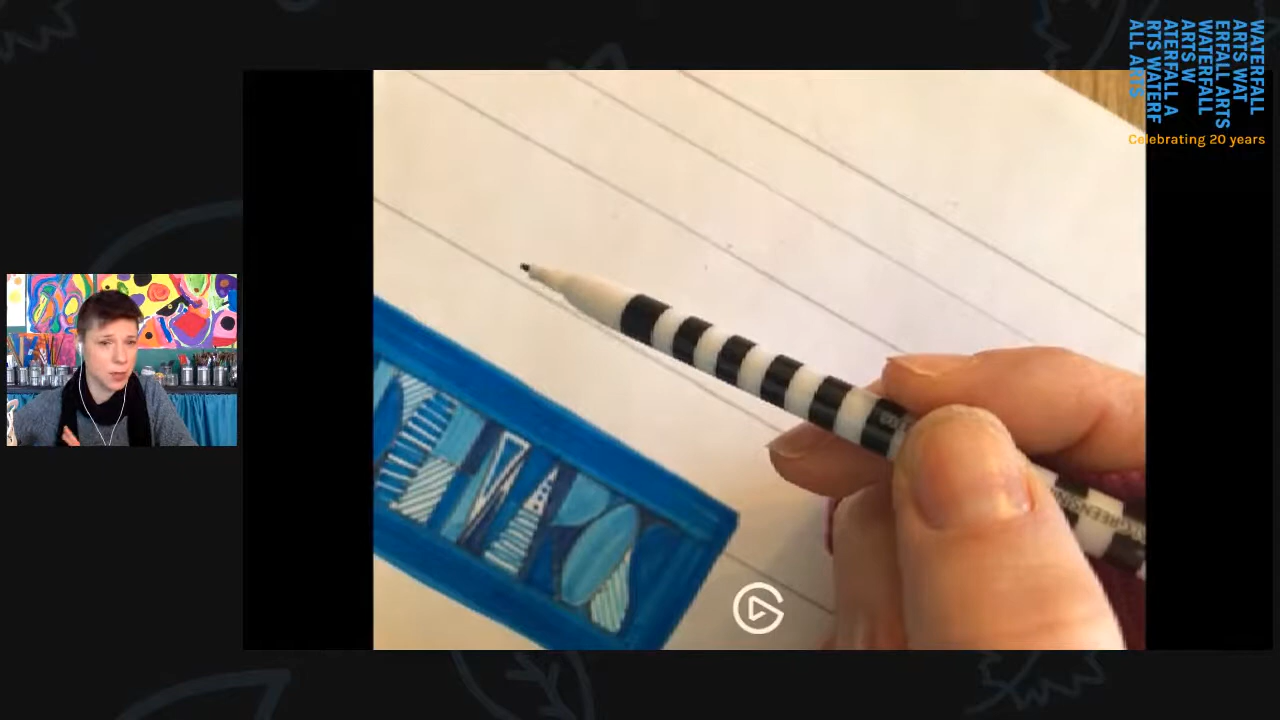 WATERFALL
ARTS WAT
ERFALL ARTS
WATERFALL
ARTS W
ATERFALL A
RTS WATERF
ALL ARTS
Celebrating 20 years